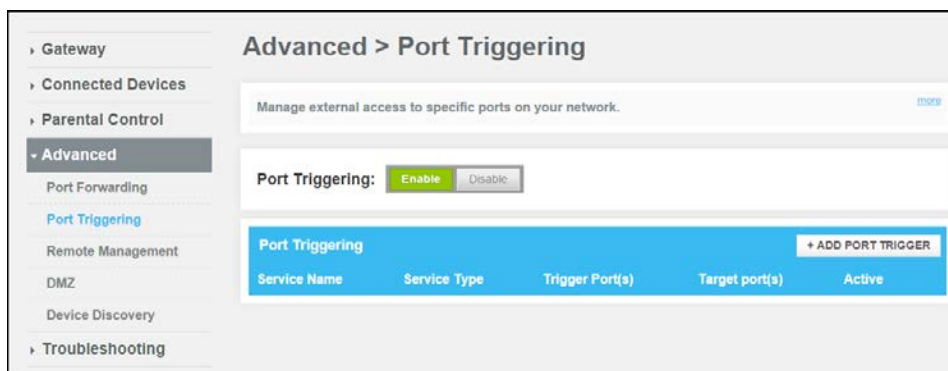 Gateway
Connected Devices
Parental Control
Advanced
Port Forwarding
Port Triggering
Remote Management
DMZ
Device Discovery
Troubleshooting
Advanced > Port Triggering
Manage external access to specific ports on your network.
more
Port Triggering: Enable Disable
Port Triggering
+ ADD PORT TRIGGER
Service Name Service Type Trigger Port(s) Target port(s) Active